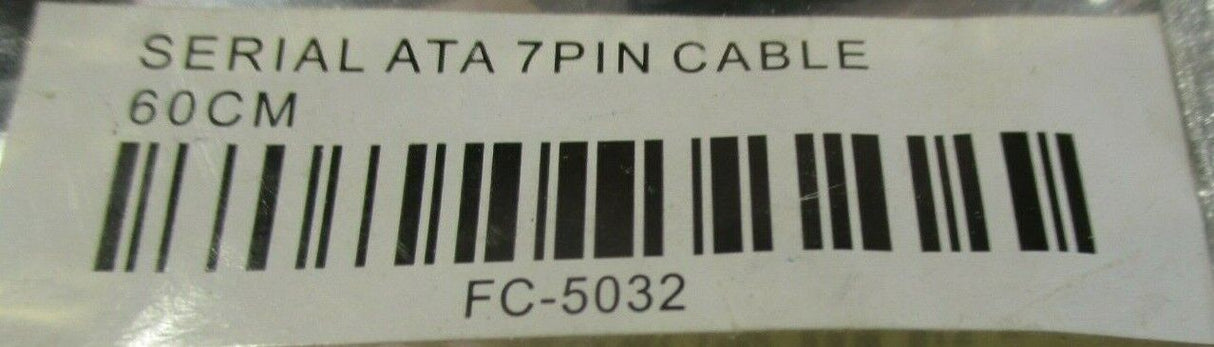 SERIAL ATA 7PIN CABLE
60CM
FC-5032